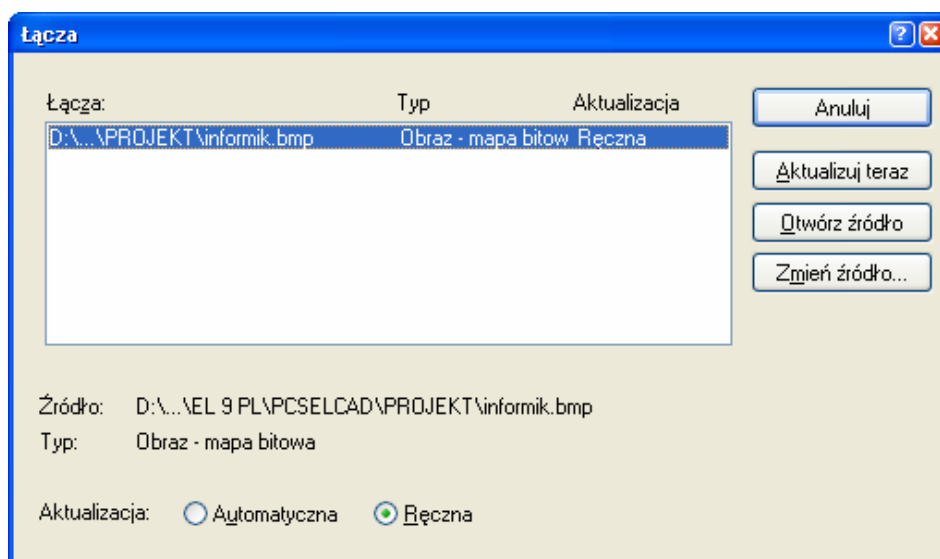 Łącza
Łącza: Typ Aktualizacja
D:\...\PROJEKT\informik.bmp Obraz - mapa bitow Ręczna
Anuluj
Aktualizuj teraz
Otwórz źródło
Zmień źródło...
Źródło: D:\...\EL 9 PL\PCSELCAD\PROJEKT\informik.bmp
Typ: Obraz - mapa bitowa
Aktualizacja: Automatyczna Ręczna